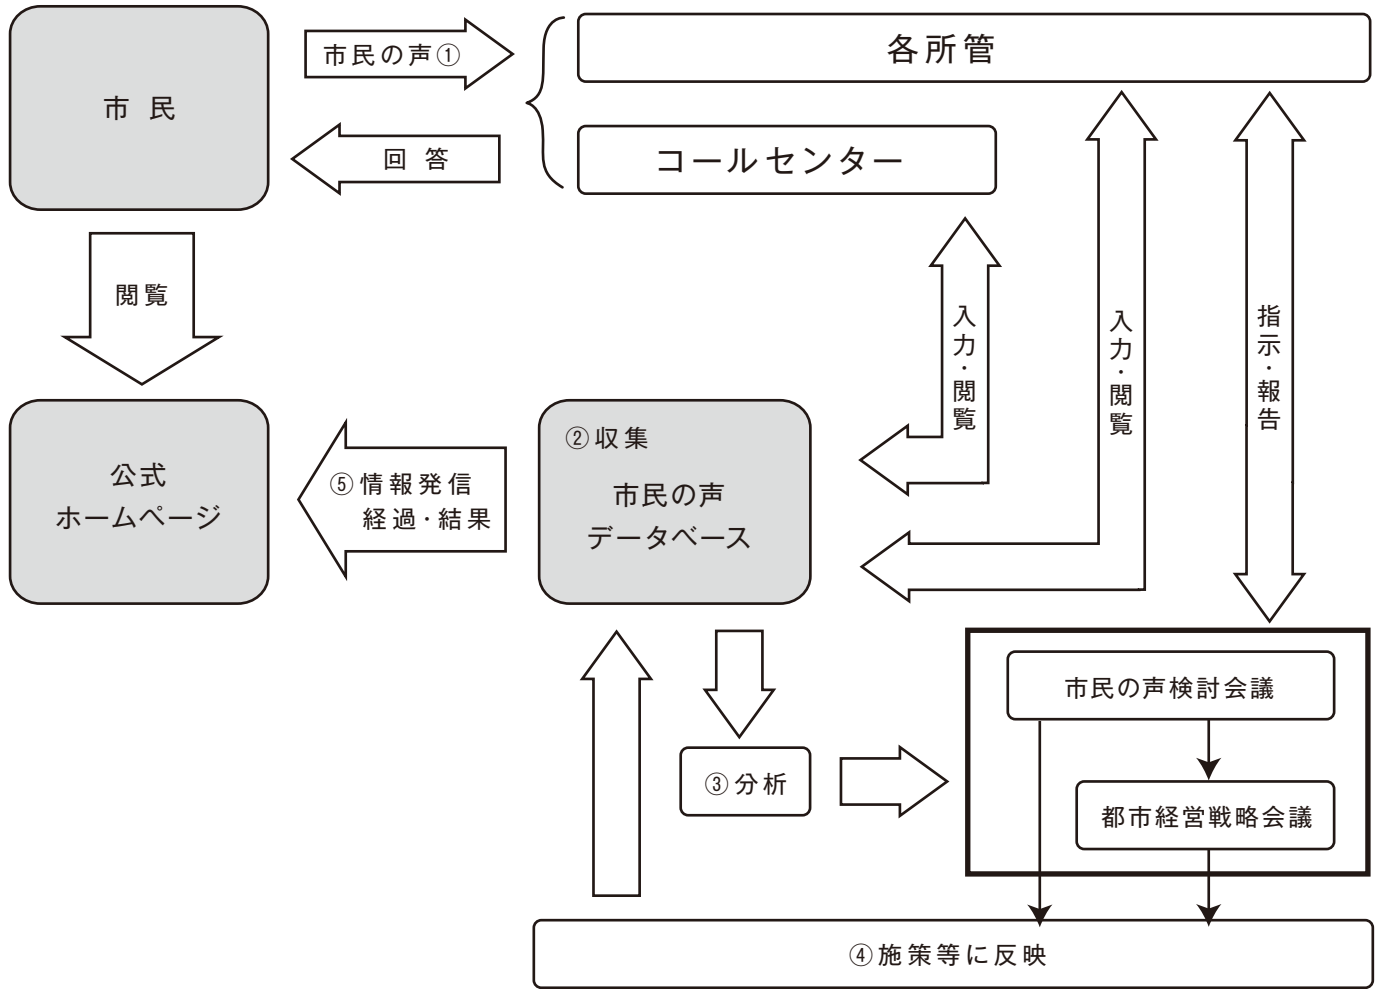 市民
市民の声①
回答
各所管
コールセンター
閲覧
入力・閲覧
入力・閲覧
指示・報告
公式
ホームページ
⑤情報発信
経過・結果
②収集
市民の声
データベース
③分析
市民の声検討会議
都市経営戦略会議
④施策等に反映